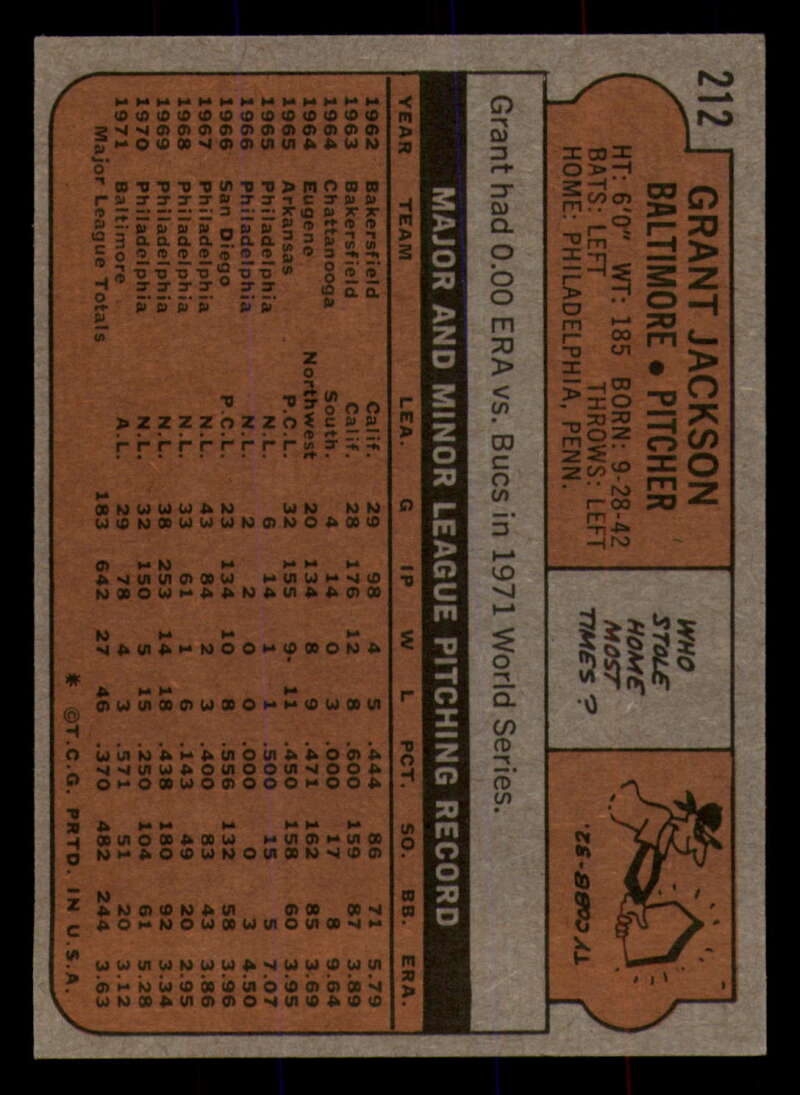 212
GRANT JACKSON
BALTIMORE • PITCHER
HT: 6'0" WT: 185 BORN: 9-28-42
BATS: LEFT THROWS: LEFT
HOME: PHILADELPHIA, PENN.
WHO
STOLE
HOME
MOST
TIMES?
TY COBB-32.
Grant had 0.00 ERA vs. Bucs in 1971 World Series.
MAJOR AND MINOR LEAGUE PITCHING RECORD
YEAR TEAM LEA. G IP W L PCT. SO. BB. ERA.
1962 Bakersfield Calif. 29 98 4 5 .444 86 71 5.79
1963 Bakersfield Calif. 28 176 12 8 .600 159 87 3.89
1964 Chattanooga South. 4 14 0 3 .000 17 8 9.64
1964 Eugene Northwest 20 134 8 9 .471 162 85 3.69
1965 Arkansas P.C.L. 32 155 9 11 .450 158 60 3.95
1965 Philadelphia N.L. 6 14 1 1 .500 15 5 7.07
1966 Philadelphia N.L. 2 2 0 0 .000 0 3 4.50
1966 San Diego P.C.L. 23 134 10 8 .556 132 58 3.96
1967 Philadelphia N.L. 43 84 2 3 .400 83 43 3.86
1968 Philadelphia N.L. 33 61 1 6 .143 49 20 2.95
1969 Philadelphia N.L. 38 253 14 18 .438 180 92 3.34
1970 Philadelphia N.L. 32 150 5 15 .250 104 61 5.28
1971 Baltimore A.L. 29 78 4 3 .571 51 20 3.12
Major League Totals 183 642 27 46 .370 482 244 3.63
* ©T.C.G. PRTD. IN U.S.A.